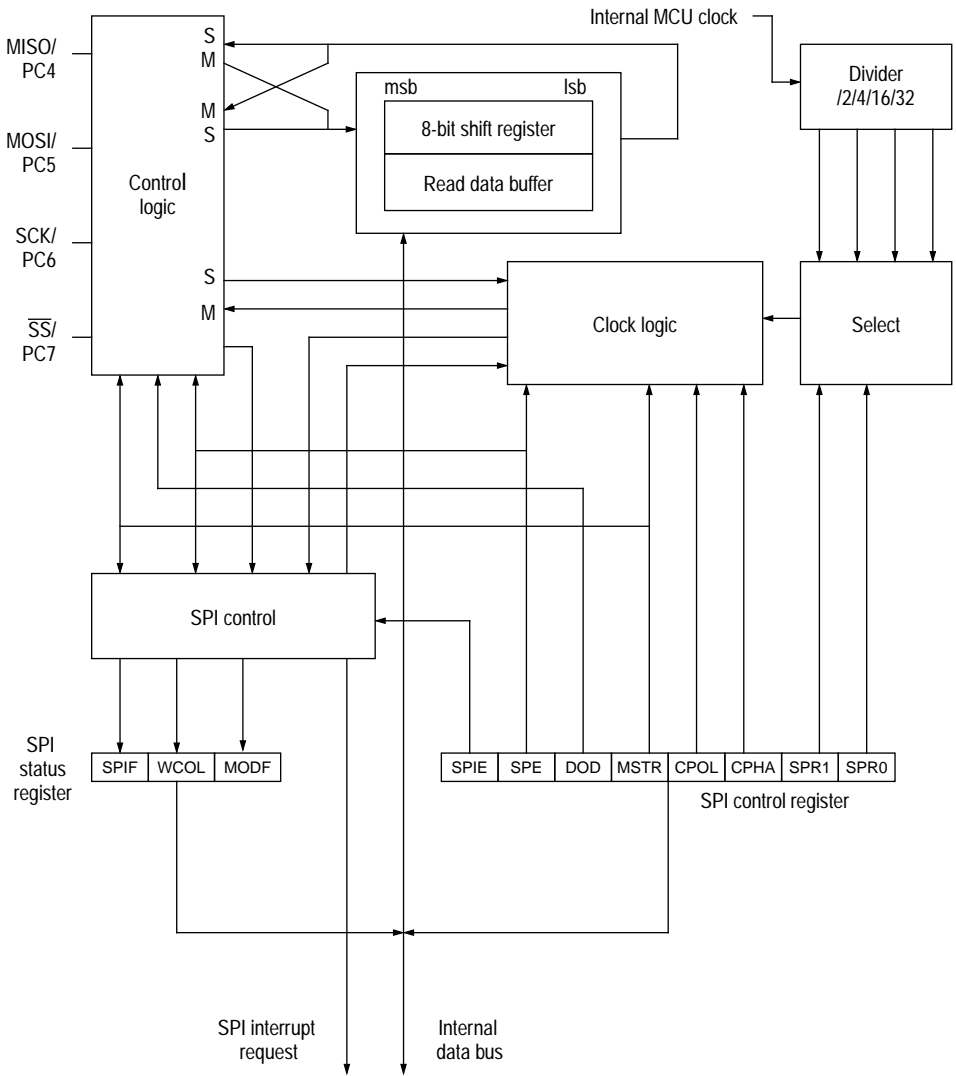 Internal MCU clock
MISO/
PC4
MOSI/
PC5
SCK/
PC6
SS/
PC7
Control
logic
S
M
M
S
S
M
msb
lsb
8-bit shift register
Read data buffer
Divider
/2/4/16/32
Clock logic
Select
SPI control
SPI
status
register
SPIF
WCOL
MODF
SPIE
SPE
DOD
MSTR
CPOL
CPHA
SPR1
SPR0
SPI control register
SPI interrupt
request
Internal
data bus